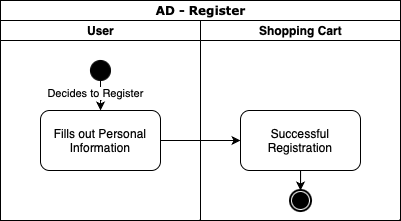 AD - Register
User
Shopping Cart
Decides to Register
Fills out Personal
Information
Successful
Registration